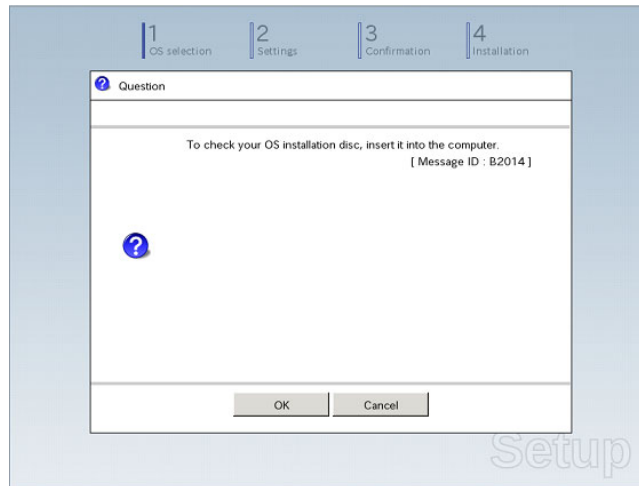 1 2 3 4
OS selection Settings Confirmation Installation
Question
To check your OS installation disc, insert it into the computer.
[ Message ID : B2014 ]
OK Cancel
Setup